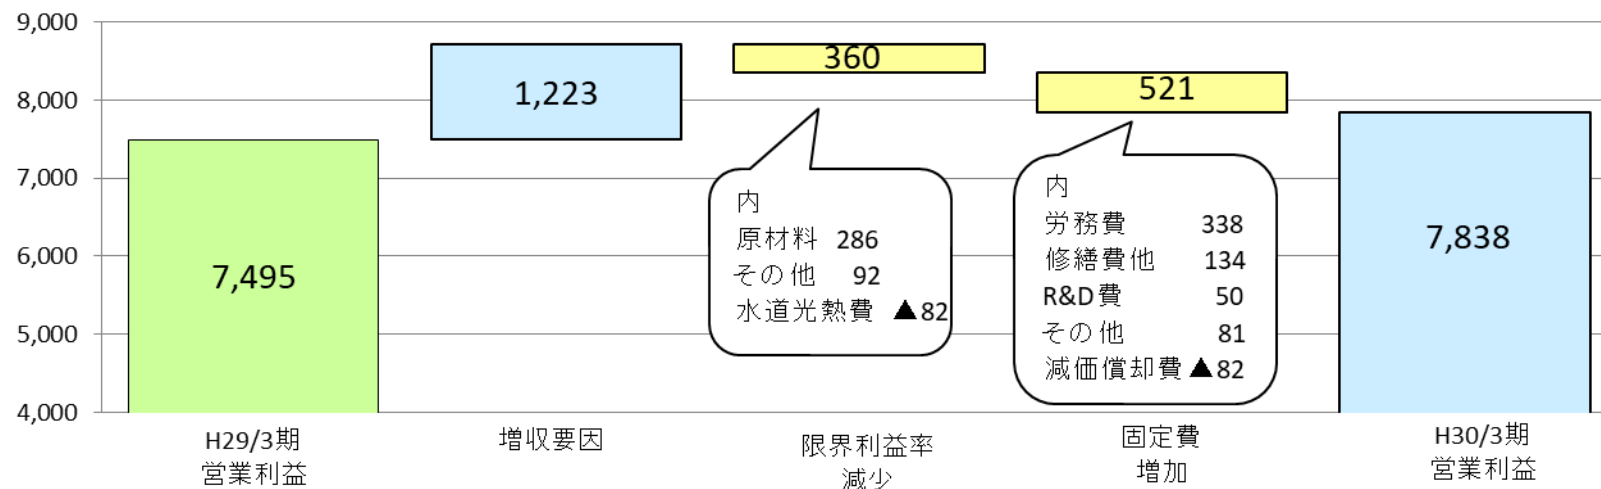 9,000
8,000
7,000
6,000
5,000
4,000
7,495
1,223
360
521
7,838
内
原材料 286
その他 92
水道光熱費 ▲82
内
労務費 338
修繕費他 134
R&D費 50
その他 81
減価償却費▲82
H29/3期
営業利益
増収要因
限界利益率
減少
固定費
増加
H30/3期
営業利益